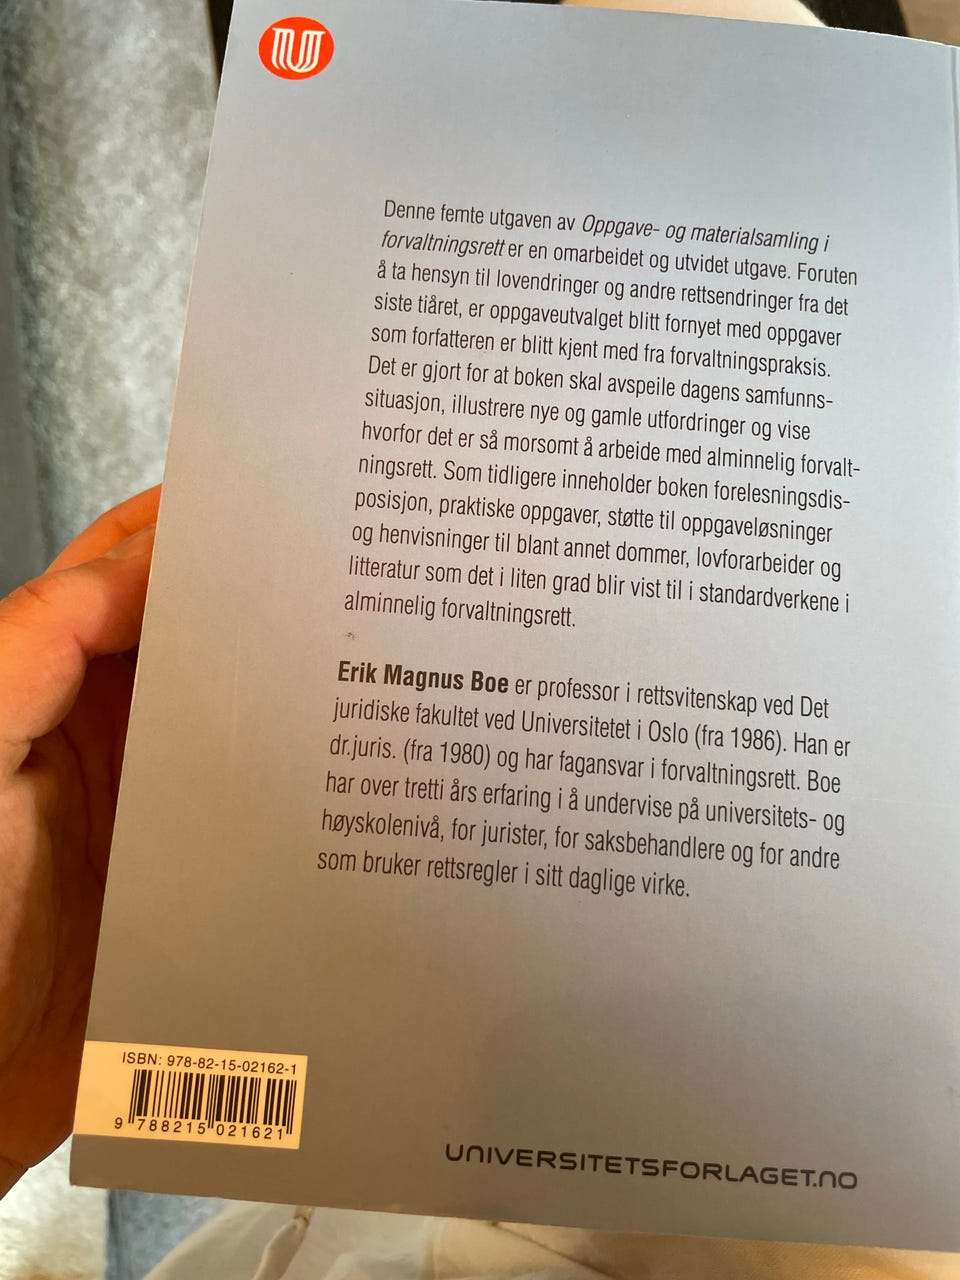 U
Denne femte utgaven av Oppgave- og materialsamling i
forvaltningsrett er en omarbeidet og utvidet utgave. Foruten
å ta hensyn til lovendringer og andre rettsendringer fra det
siste tiåret, er oppgaveutvalget blitt fornyet med oppgaver
som forfatteren er blitt kjent med fra forvaltningspraksis.
Det er gjort for at boken skal avspeile dagens samfunns-
situasjon, illustrere nye og gamle utfordringer og vise
hvorfor det er så morsomt å arbeide med alminnelig forvalt-
ningsrett. Som tidligere inneholder boken forelesningsdis-
posisjon, praktiske oppgaver, støtte til oppgaveløsninger
og henvisninger til blant annet dommer, lovforarbeider og
litteratur som det i liten grad blir vist til i standardverkene i
alminnelig forvaltningsrett.
Erik Magnus Boe er professor i rettsvitenskap ved Det
juridiske fakultet ved Universitetet i Oslo (fra 1986). Han er
dr.juris. (fra 1980) og har fagansvar i forvaltningsrett. Boe
har over tretti års erfaring i å undervise på universitets- og
høyskolenivå, for jurister, for saksbehandlere og for andre
som bruker rettsregler i sitt daglige virke.
ISBN: 978-82-15-02162-1
9 788215 021621
UNIVERSITETSFORLAGET.NO